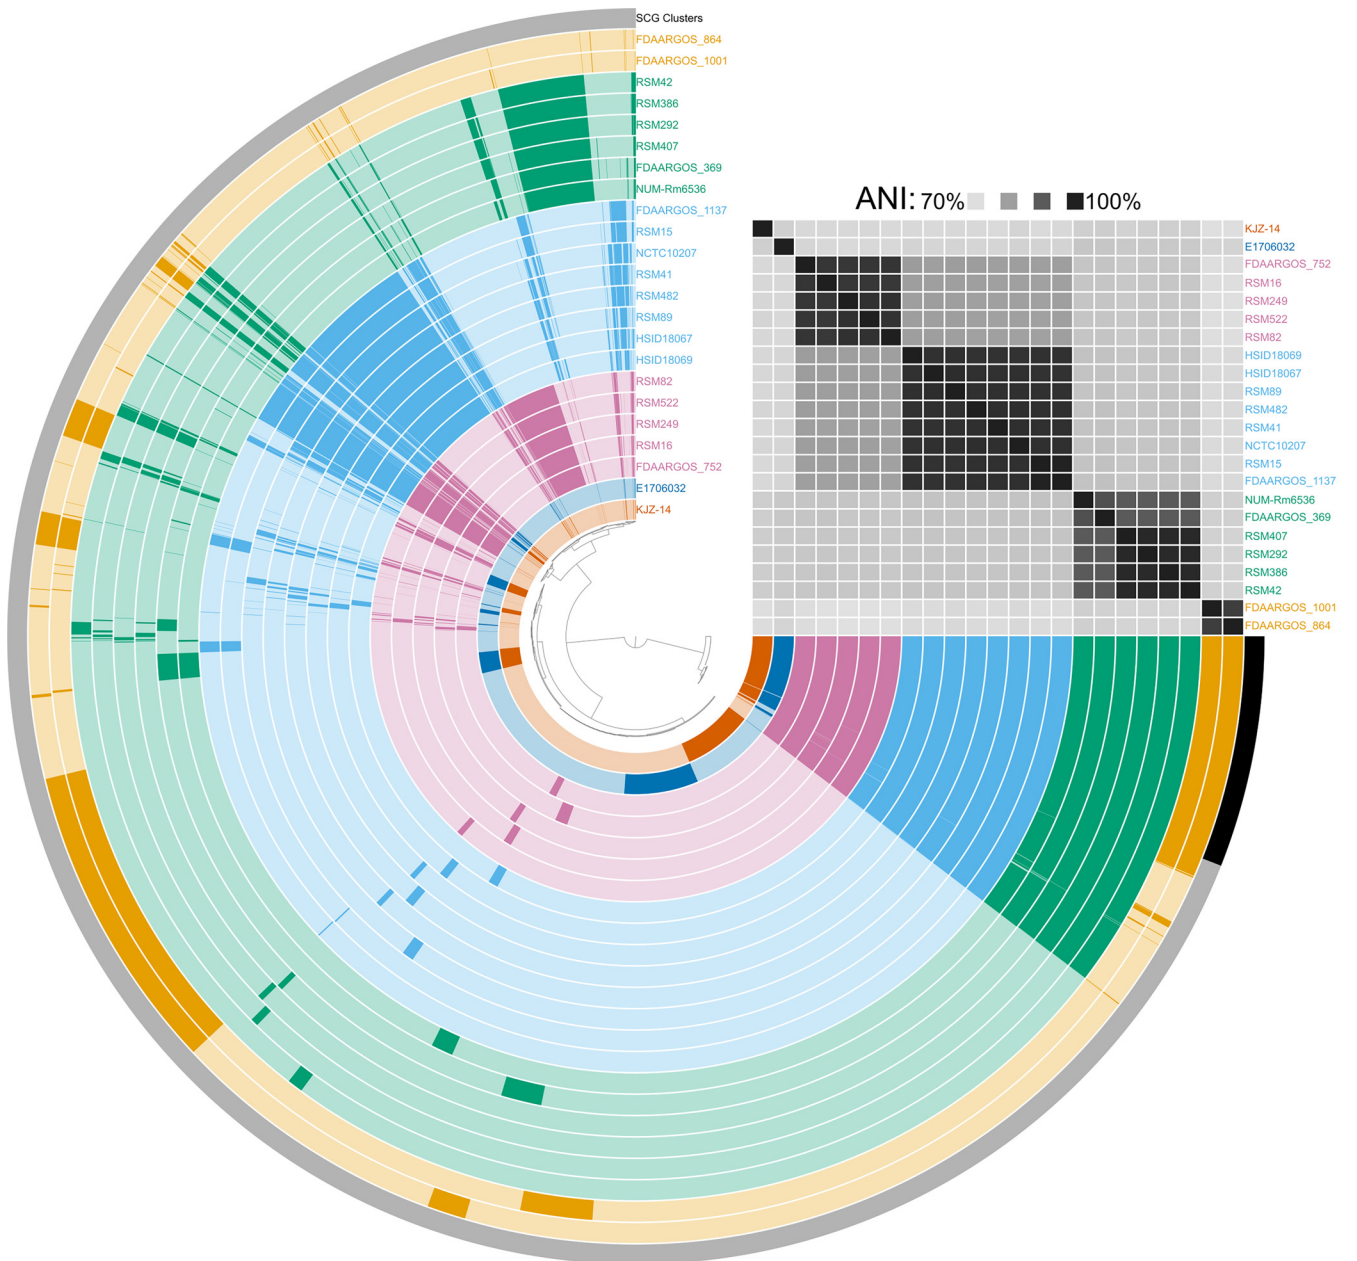 SCG Clusters
FDAARGOS_864
FDAARGOS_1001
RSM42
RSM386
RSM292
RSM407
FDAARGOS_369
NUM-Rm6536
FDAARGOS_1137
RSM15
NCTC10207
RSM41
RSM482
RSM89
HSID18067
HSID18069
RSM82
RSM522
RSM249
RSM16
FDAARGOS_752
E1706032
KJZ-14
ANI: 70% 100%
KJZ-14
E1706032
FDAARGOS_752
RSM16
RSM249
RSM522
RSM82
HSID18069
HSID18067
RSM89
RSM482
RSM41
NCTC10207
RSM15
FDAARGOS_1137
NUM-Rm6536
FDAARGOS_369
RSM407
RSM292
RSM386
RSM42
FDAARGOS_1001
FDAARGOS_864